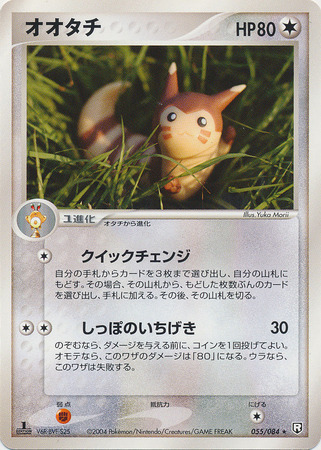 オオタチ HP80
Illus.Yuka Morii
1進化 オタチから進化
クイックチェンジ
自分の手札からカードを3枚まで選び出し、自分の山札に
もどす。その場合、その山札から、もどした枚数ぶんのカード
を選び出し、手札に加える。その後、その山札を切る。
しっぽのいちげき 30
のぞむなら、ダメージを与える前に、コインを1回投げてよい。
オモテなら、このワザのダメージは「80」になる。ウラなら、
このワザは失敗する。
弱点 抵抗力 にげる
1 EDITION V6R-BVF-S2S ©2004 Pokémon/Nintendo/Creatures/GAME FREAK 055/084 ★ R